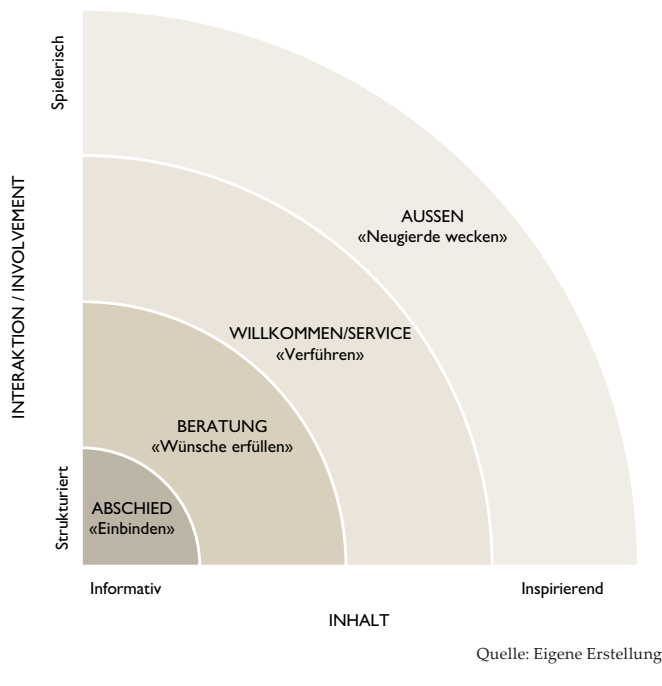 Spielerisch
INTERAKTION / INVOLVEMENT
Strukturiert
AUSSEN
«Neugierde wecken»
WILLKOMMEN/SERVICE
«Verführen»
BERATUNG
«Wünsche erfüllen»
ABSCHIED
«Einbinden»
Informativ
Inspirierend
INHALT
Quelle: Eigene Erstellung